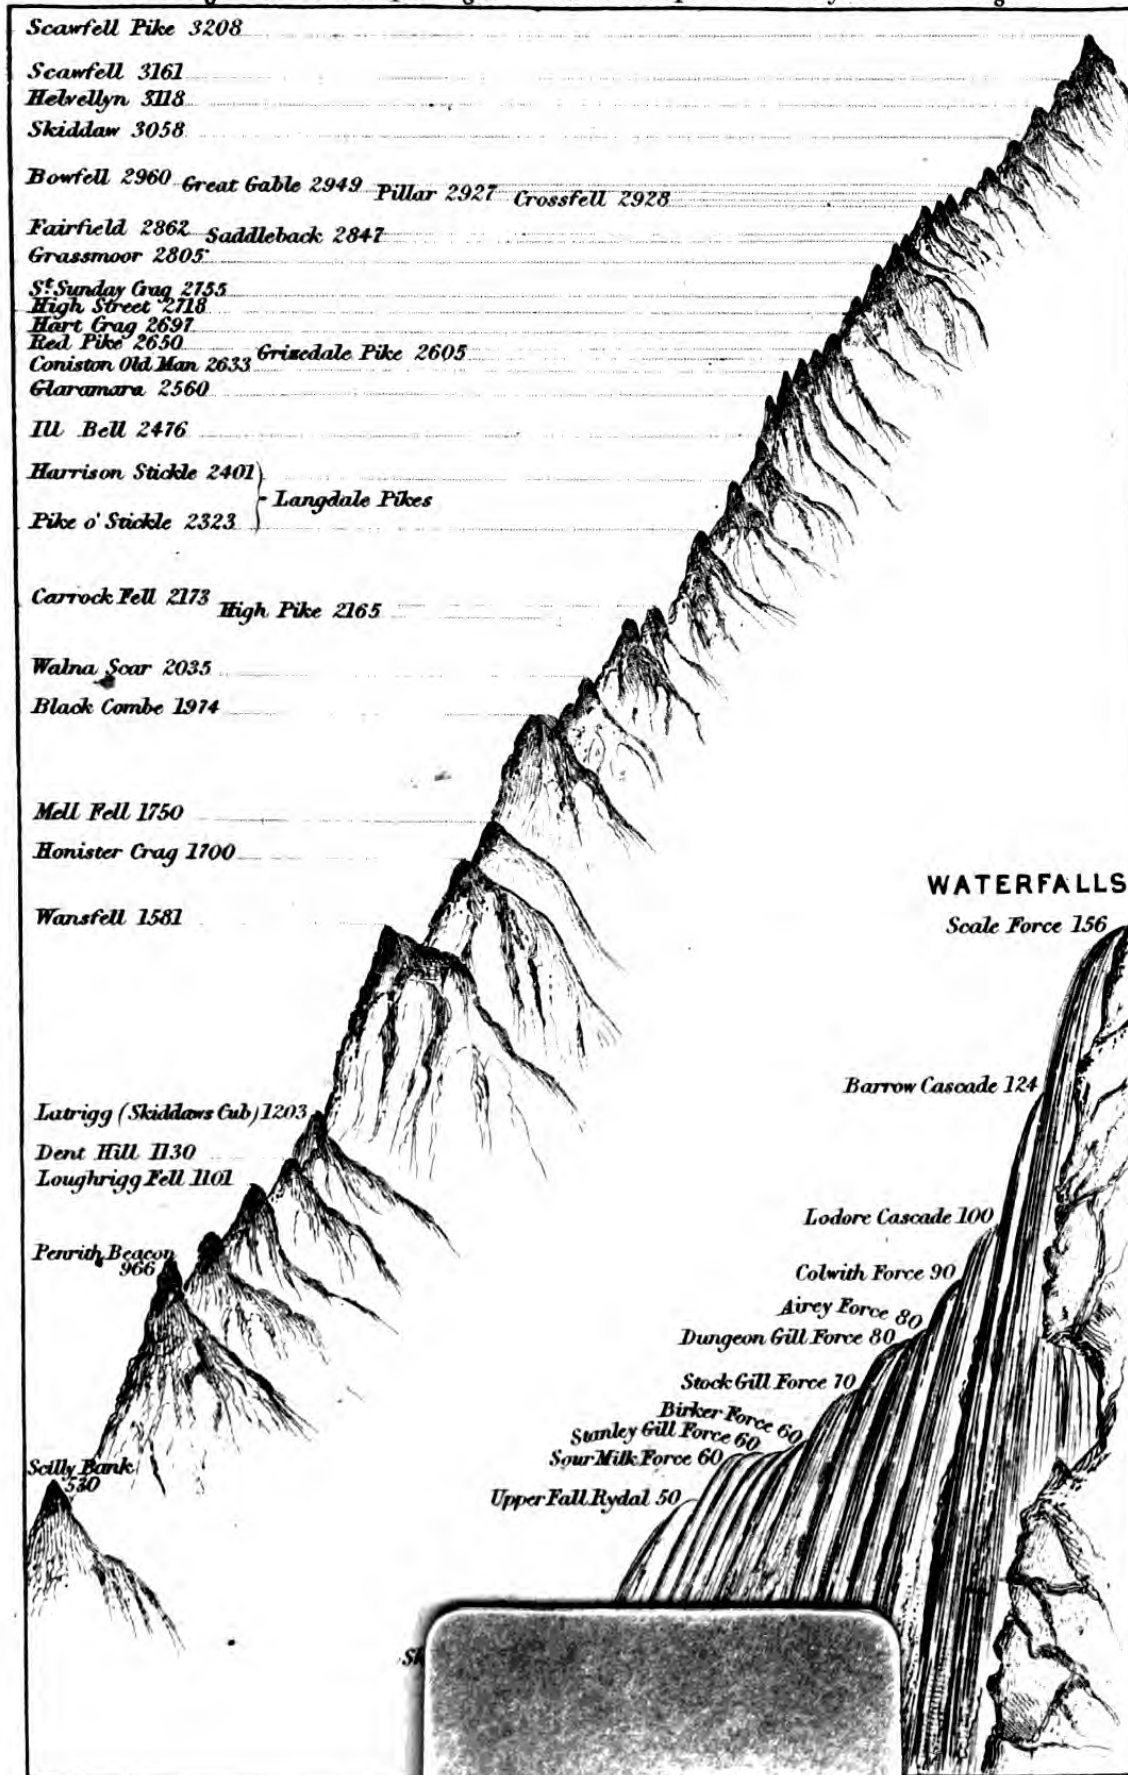 Scawfell Pike 3208
Scawfell 3161
Helvellyn 3118
Skiddaw 3058
Bowfell 2960 Great Gable 2949 Pillar 2927 Crossfell 2928
Fairfield 2862 Saddleback 2847
Grassmoor 2805
St Sunday Crag 2755
High Street 2718
Hart Crag 2697
Red Pike 2650
Grisedale Pike 2605
Coniston Old Man 2633
Glaramara 2560
Ill Bell 2476
Harrison Stickle 2401
Langdale Pikes
Pike o' Stickle 2323
Carrock Fell 2173 High Pike 2165
Walna Scar 2035
Black Combe 1974
Mell Fell 1750
Honister Crag 1700
Wansfell 1581
Latrigg (Skiddaws Cub) 1203
Dent Hill 1130
Loughrigg Fell 1101
Penrith Beacon
966
Scilly Bank
530
WATERFALLS
Scale Force 156
Barrow Cascade 124
Lodore Cascade 100
Colwith Force 90
Airey Force 80
Dungeon Gill Force 80
Stock Gill Force 70
Birker Force 60
Stanley Gill Force 60
Sour Milk Force 60
Upper Fall Rydal 50